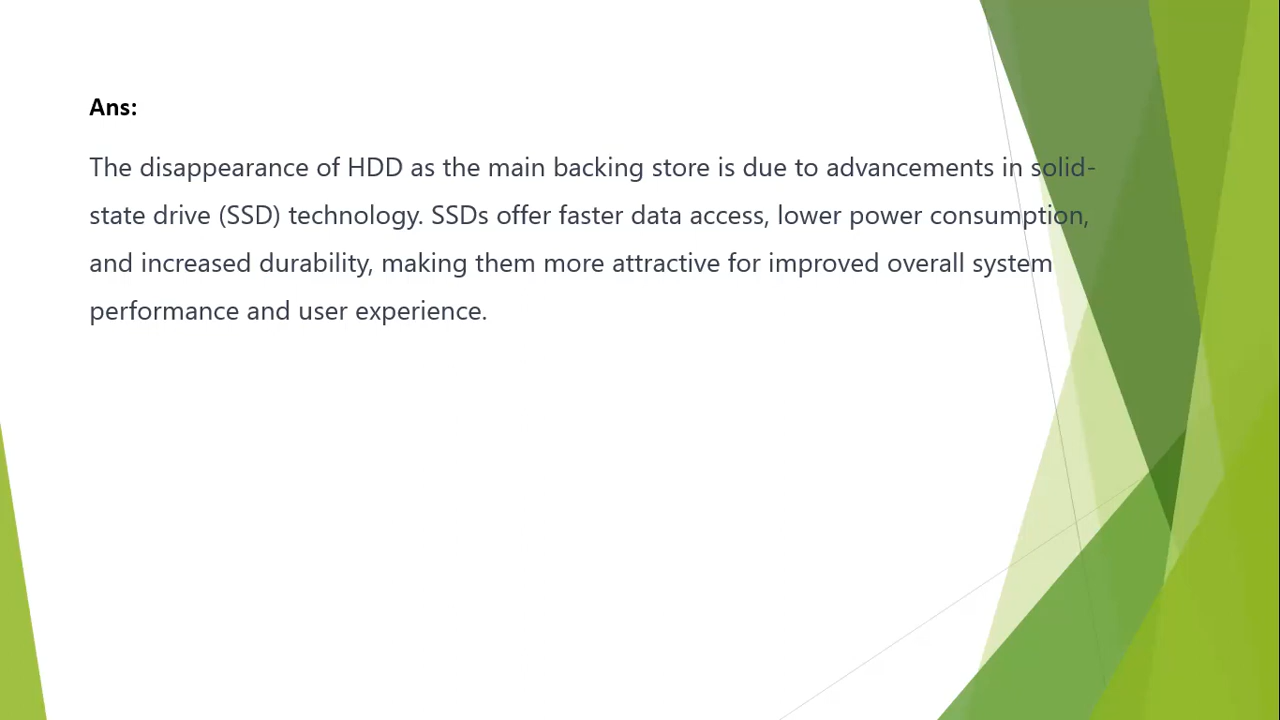 Ans:
The disappearance of HDD as the main backing store is due to advancements in solid-
state drive (SSD) technology. SSDs offer faster data access, lower power consumption,
and increased durability, making them more attractive for improved overall system
performance and user experience.